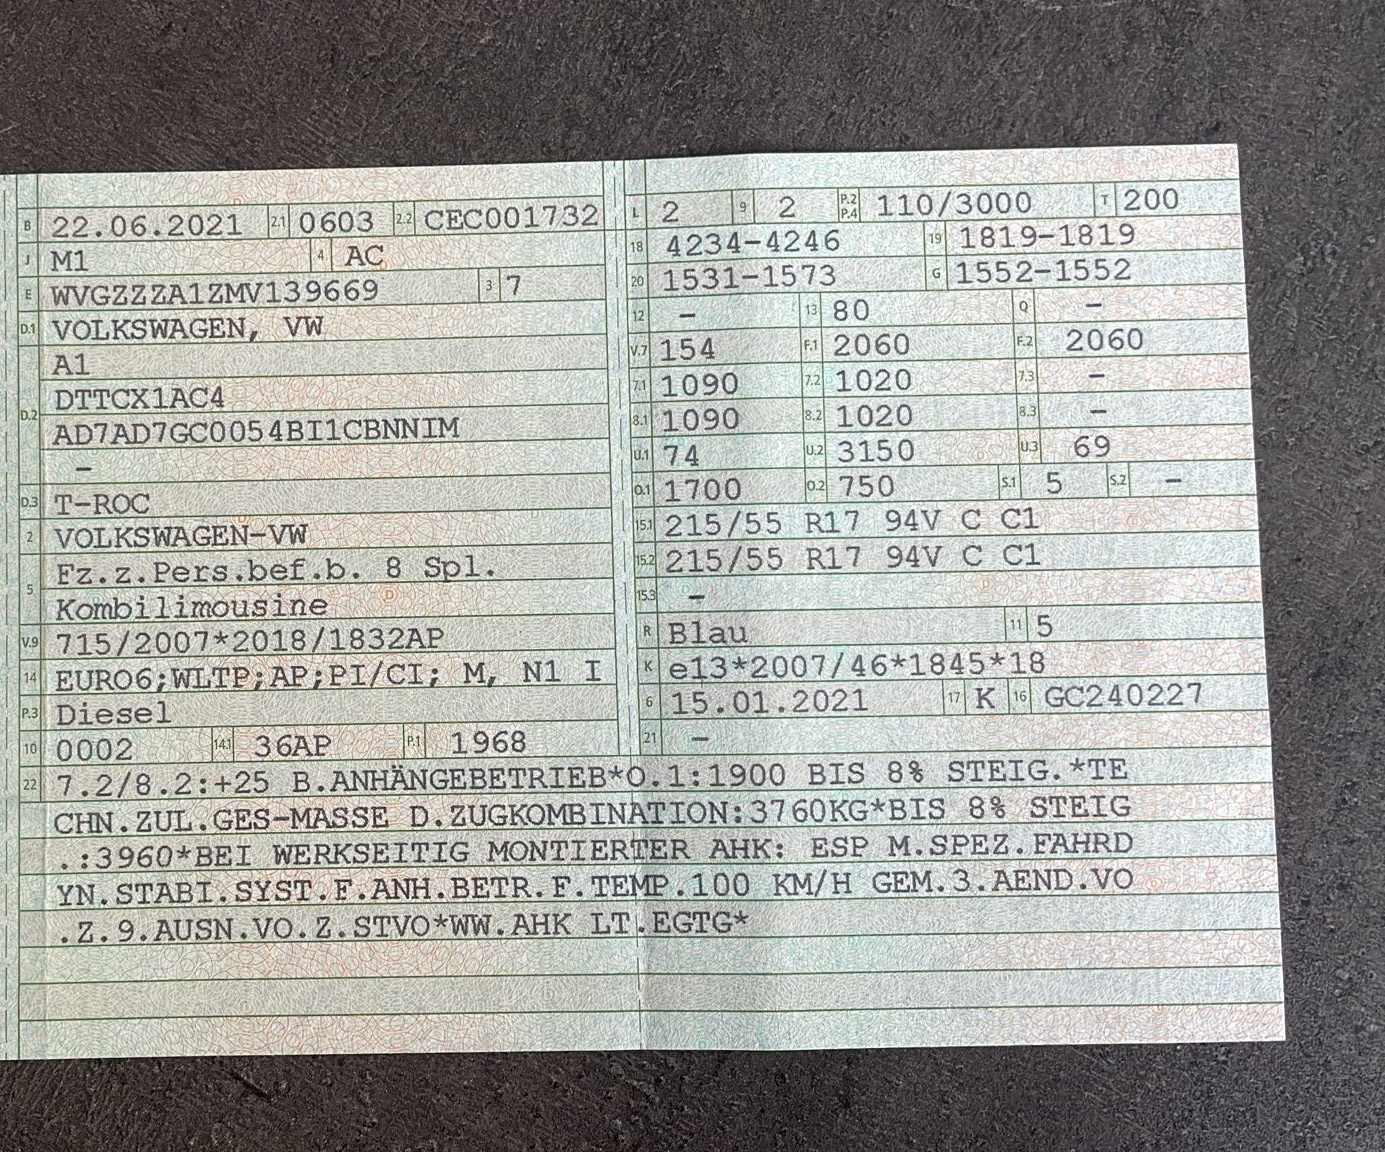 B 22.06.2021 2.1 0603 2.2 CEC001732
J M1 4 AC
E WVGZZZA1ZMV139669 3 7
D.1 VOLKSWAGEN, VW
A1
D.2 DTTCX1AC4
AD7AD7GC0054BI1CBNNIM
–
D.3 T-ROC
2 VOLKSWAGEN-VW
5 Fz.z.Pers.bef.b. 8 Spl.
Kombilimousine
V.9 715/2007*2018/1832AP
14 EURO6;WLTP;AP;PI/CI; M, N1 I
P.3 Diesel
10 0002 14.1 36AP P.1 1968
L 2 9 2 P.2 P.4 110/3000 T 200
18 4234-4246 19 1819-1819
20 1531-1573 G 1552-1552
12 – 13 80 Q –
V.7 154 F.1 2060 F.2 2060
7.1 1090 7.2 1020 7.3 –
8.1 1090 8.2 1020 8.3 –
U.1 74 U.2 3150 U.3 69
O.1 1700 O.2 750 S.1 5 S.2 –
15.1 215/55 R17 94V C C1
15.2 215/55 R17 94V C C1
15.3 –
R Blau 11 5
K e13*2007/46*1845*18
6 15.01.2021 17 K 16 GC240227
21 –
22 7.2/8.2:+25 B.ANHÄNGEBETRIEB*O.1:1900 BIS 8% STEIG.*TE
CHN.ZUL.GES-MASSE D.ZUGKOMBINATION:3760KG*BIS 8% STEIG
.:3960*BEI WERKSEITIG MONTIERTER AHK: ESP M.SPEZ.FAHRD
YN.STABI.SYST.F.ANH.BETR.F.TEMP.100 KM/H GEM.3.AEND.VO
.Z.9.AUSN.VO.Z.STVO*WW.AHK LT.EGTG*